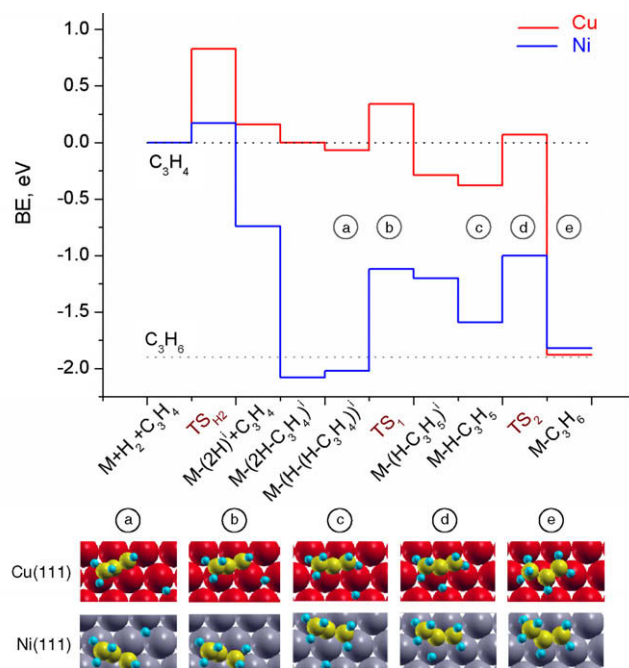 Cu
Ni
1.0
0.5
0.0
-0.5
-1.0
-1.5
-2.0
BE, eV
C₃H₄
C₃H₆
a
b
c
d
e
M+H₂+C₃H₄
TS_H2
M-(2H)ⁱ+C₃H₄
M-(2H-C₃H₄)ⁱ
M-(H-(H-C₃H₄))ⁱ
TS₁
M-(H-C₃H₅)ⁱ
M-H-C₃H₅
TS₂
M-C₃H₆
a b c d e
Cu(111)
Ni(111)